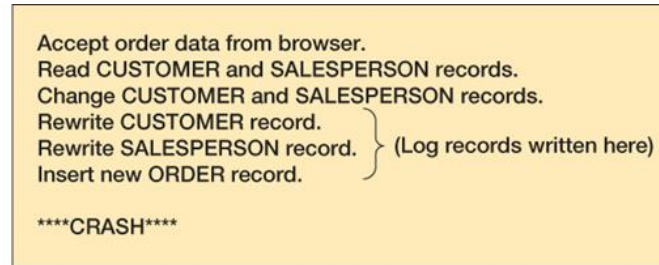 Accept order data from browser.
Read CUSTOMER and SALESPERSON records.
Change CUSTOMER and SALESPERSON records.
Rewrite CUSTOMER record.
Rewrite SALESPERSON record. (Log records written here)
Insert new ORDER record.
****CRASH****